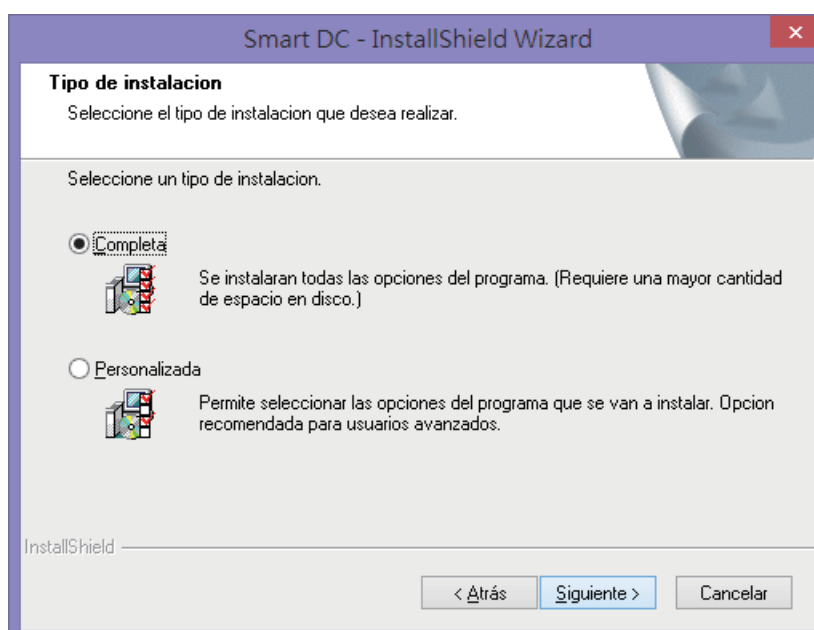 Smart DC - InstallShield Wizard
Tipo de instalacion
Seleccione el tipo de instalacion que desea realizar.
Seleccione un tipo de instalacion.
Completa
Se instalaran todas las opciones del programa. (Requiere una mayor cantidad
de espacio en disco.)
Personalizada
Permite seleccionar las opciones del programa que se van a instalar. Opcion
recomendada para usuarios avanzados.
InstallShield
< Atrás
Siguiente >
Cancelar